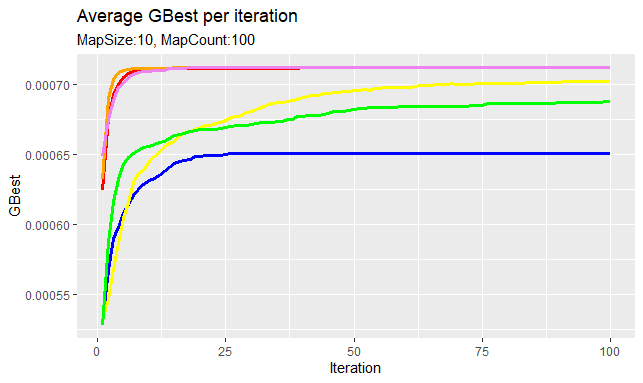 Average GBest per iteration
MapSize:10, MapCount:100
GBest
0.00070
0.00065
0.00060
0.00055
0
25
50
75
100
Iteration